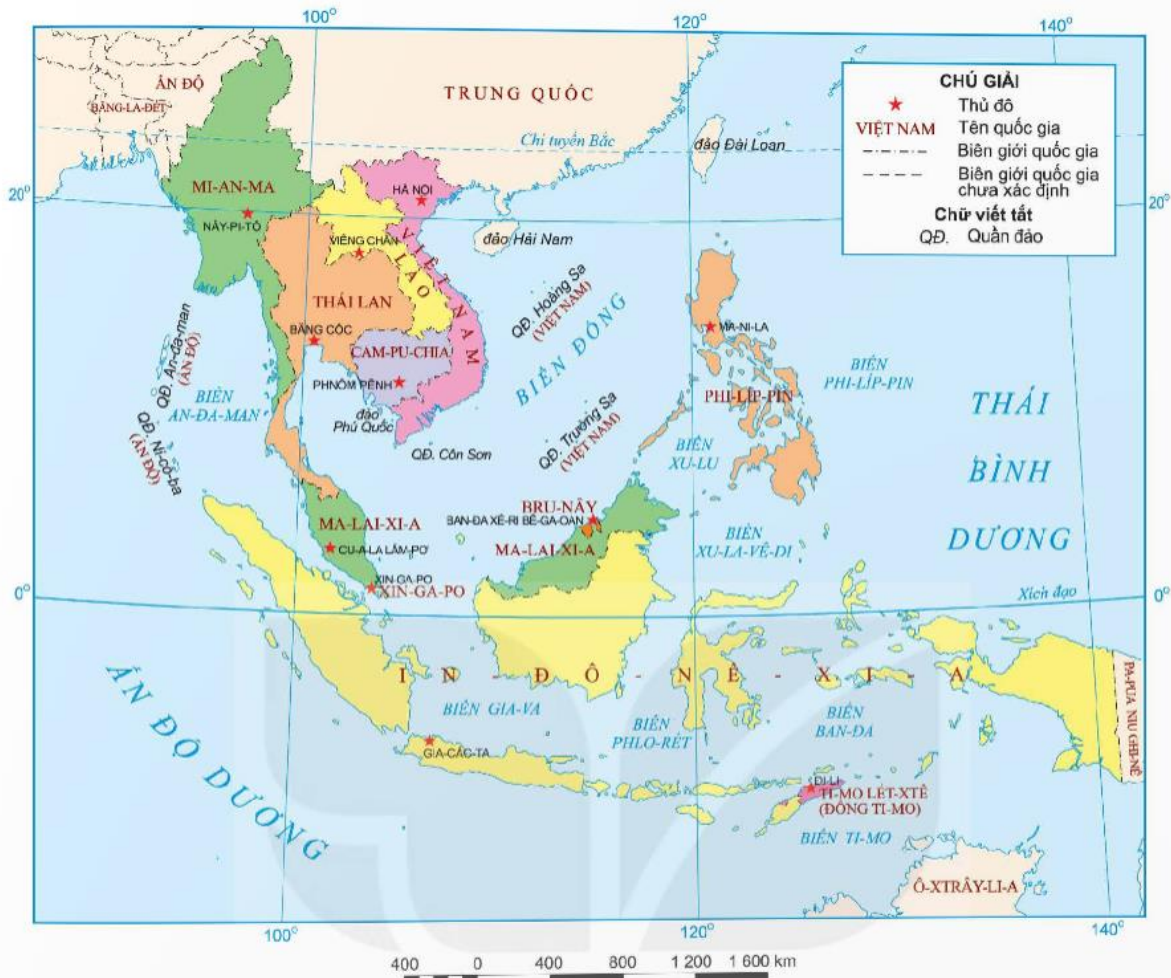 100°
120°
140°
CHÚ GIẢI
Thủ đô
VIỆT NAM
Tên quốc gia
Biên giới quốc gia
Biên giới quốc gia
chưa xác định
Chữ viết tắt
QĐ. Quần đảo
ẤN ĐỘ
BĂNG-LA-ĐÉT
TRUNG QUỐC
Chí tuyến Bắc
đảo Đài Loan
20°
MI-AN-MA
NÂY-PI-TÔ
HÀ NỘI
20°
VIÊNG CHĂN
LÀO
VIỆT NAM
đảo Hải Nam
THÁI LAN
BĂNG CỐC
QĐ. Hoàng Sa
(VIỆT NAM)
BIỂN ĐÔNG
MA-NI-LA
CAM-PU-CHIA
PHNÔM PÊNH
đảo
Phú Quốc
QĐ. Côn Sơn
QĐ. An-đa-man
(ẤN ĐỘ)
BIỂN
AN-ĐA-MAN
QĐ. Ni-cô-ba
(ẤN ĐỘ)
QĐ. Trường Sa
(VIỆT NAM)
PHI-LÍP-PIN
BIỂN
PHI-LÍP-PIN
BIỂN
XU-LU
THÁI
BÌNH
DƯƠNG
MA-LAI-XI-A
CU-A-LA LĂM-PƠ
BRU-NÂY
BAN-ĐA XÊ-RI BÊ-GA-OAN
MA-LAI-XI-A
BIỂN
XU-LA-VÊ-DI
XIN-GA-PO
XIN-GA-PO
0°
Xích đạo
0°
IN-ĐÔ-NÊ-XI-A
PA-PUA NIU GHI-NÊ
BIỂN GIA-VA
BIỂN
PHLO-RÉT
BIỂN
BAN-ĐA
GIA-CÁC-TA
ẤN ĐỘ DƯƠNG
ĐI-LI
TI-MO LÉT-XTÊ
(ĐÔNG TI-MO)
BIỂN TI-MO
Ô-XTRÂY-LI-A
100°
120°
140°
400 0 400 800 1 200 1 600 km